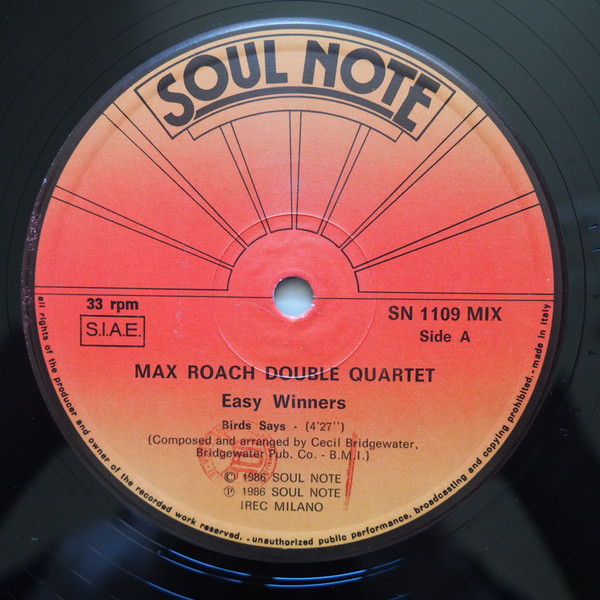 SOUL NOTE
33 rpm
S.I.A.E.
SN 1109 MIX
Side A
MAX ROACH DOUBLE QUARTET
Easy Winners
Birds Says - (4'27'')
(Composed and arranged by Cecil Bridgewater,
Bridgewater Pub. Co. - B.M.I.)
© 1986 SOUL NOTE
℗ 1986 SOUL NOTE
IREC MILANO
all rights of the producer and owner of the recorded work reserved. - unauthorized public performance, broadcasting and copying prohibited. - made in italy